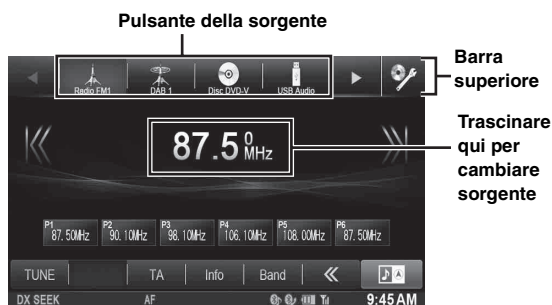 Pulsante della sorgente
Radio FM1 DAB 1 Disc DVD-V USB Audio
Barra
superiore
Trascinare
qui per
cambiare
sorgente
87.50 MHz
P1 87. 50MHz P2 90. 10MHz P3 98. 10MHz P4 106. 10MHz P5 108. 00MHz P6 87. 50MHz
TUNE TA Info Band
DX SEEK AF 9:45 AM